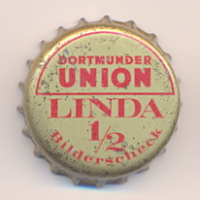 DORTMUNDER
UNION
LINDA
1/2
Bilderscheck